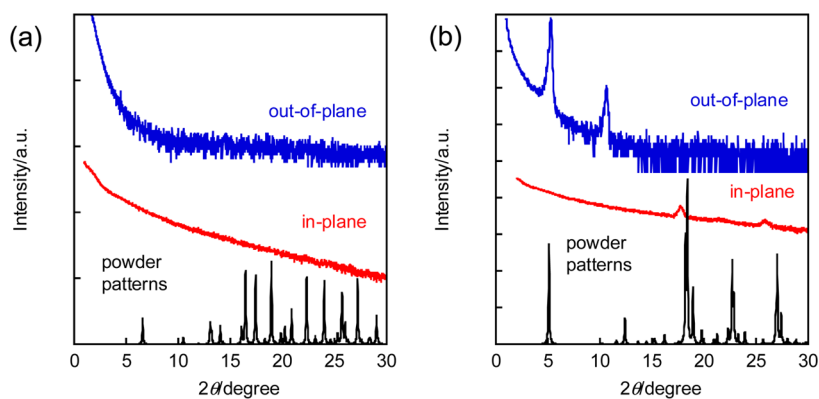 (a)
Intensity/a.u.
out-of-plane
in-plane
powder
patterns
0 5 10 15 20 25 30
2θ/degree
(b)
Intensity/a.u.
out-of-plane
in-plane
powder
patterns
0 5 10 15 20 25 30
2θ/degree